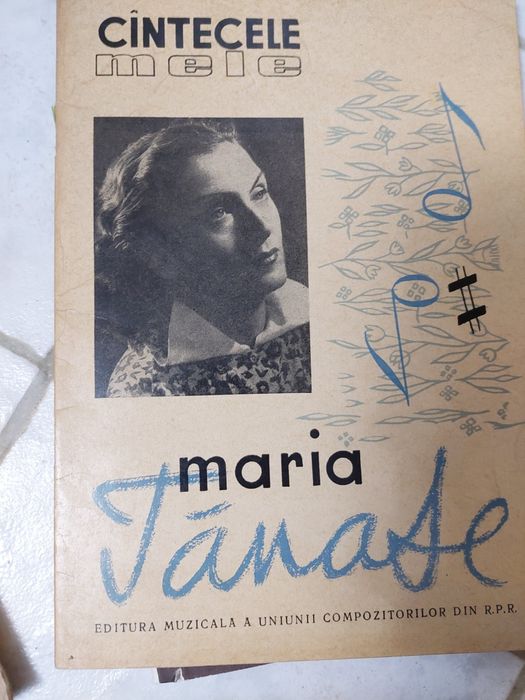 CÎNTECELE
mele
maria
Tănase
EDITURA MUZICALA A UNIUNII COMPOZITORILOR DIN R.P.R.